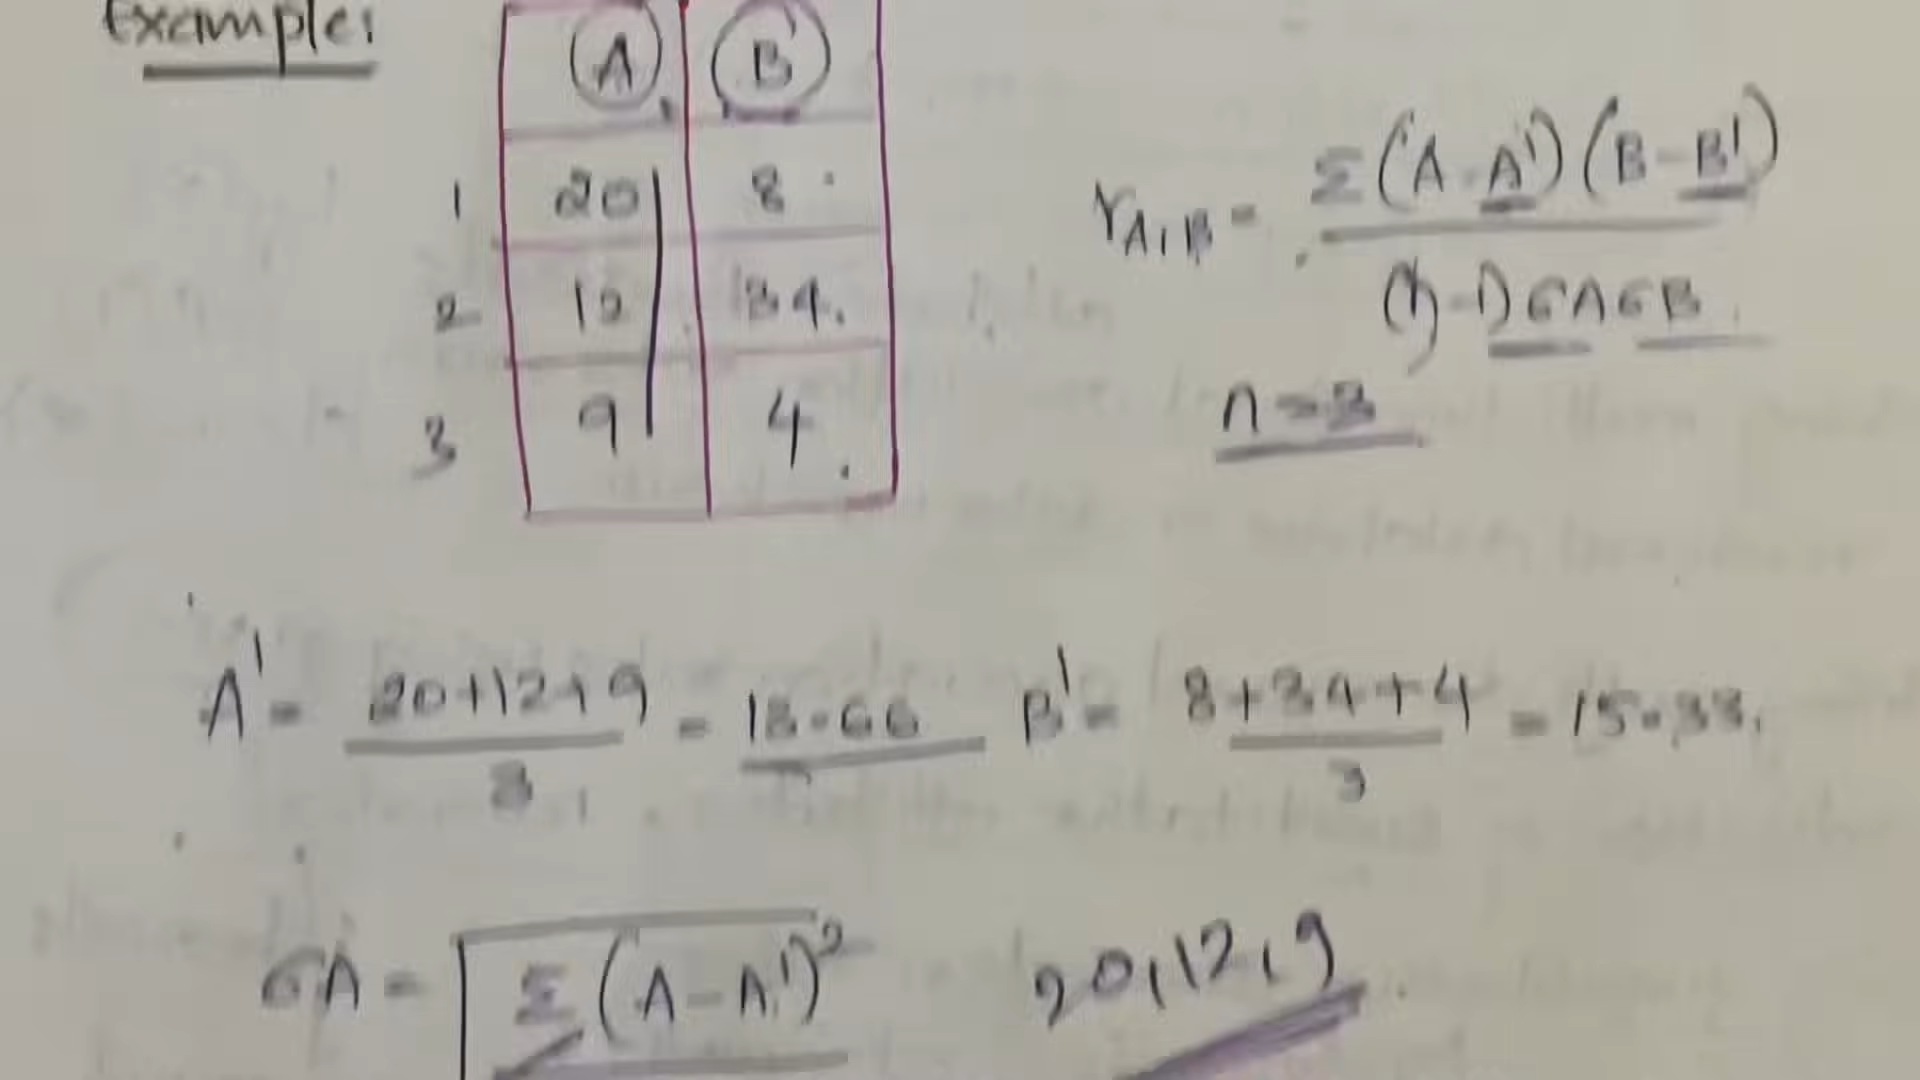 Example:
A B
1 20 8
2 12 34
3 9 4
rA,B = Σ(A-A')(B-B')
(n-1)σAσB
n=3
A' = 20+12+9 = 13.66 B' = 8+34+4 = 15.33
3 3
σA = √Σ(A-A')² 20,12,9